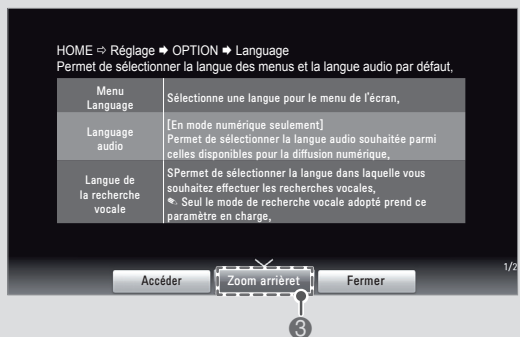 HOME ⇨ Réglage ➡ OPTION ➡ Language
Permet de sélectionner la langue des menus et la langue audio par défaut,
Menu
Language
Sélectionne une langue pour le menu de l'écran,
Language
audio
[En mode numérique seulement]
Permet de sélectionner la langue audio souhaitée parmi
celles disponibles pour la diffusion numérique,
Langue de
la recherche
vocale
SPermet de sélectionner la langue dans laquelle vous
souhaitez effectuer les recherches vocales,
✎ Seul le mode de recherche vocale adopté prend ce
paramètre en charge,
1/2
Accéder
Zoom arrièret
Fermer
3